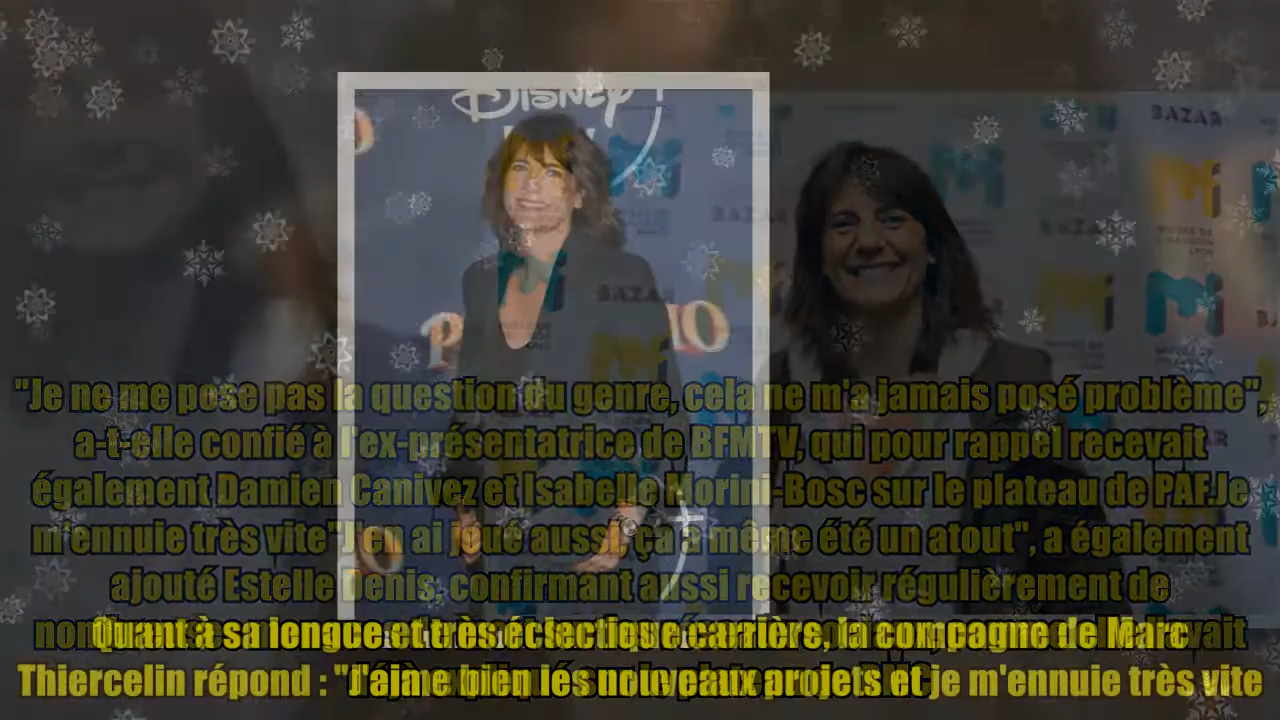 DISNEY
BAZAR
Mi
"Je ne me pose pas la question du genre, cela ne m'a jamais posé problème",
a-t-elle confié à l'ex-présentatrice de BFMTV, qui pour rappel recevait
également Damien Canivez et Isabelle Morini-Bosc sur le plateau de PAF.Je
m'ennuie très vite"J'en ai joué aussi, ça a même été un atout", a également
ajouté Estelle Denis, confirmant aussi recevoir régulièrement de
Quant à sa longue et très éclectique carrière, la compagne de Marc
Thiercelin répond : "J'aime bien les nouveaux projets et je m'ennuie très vite